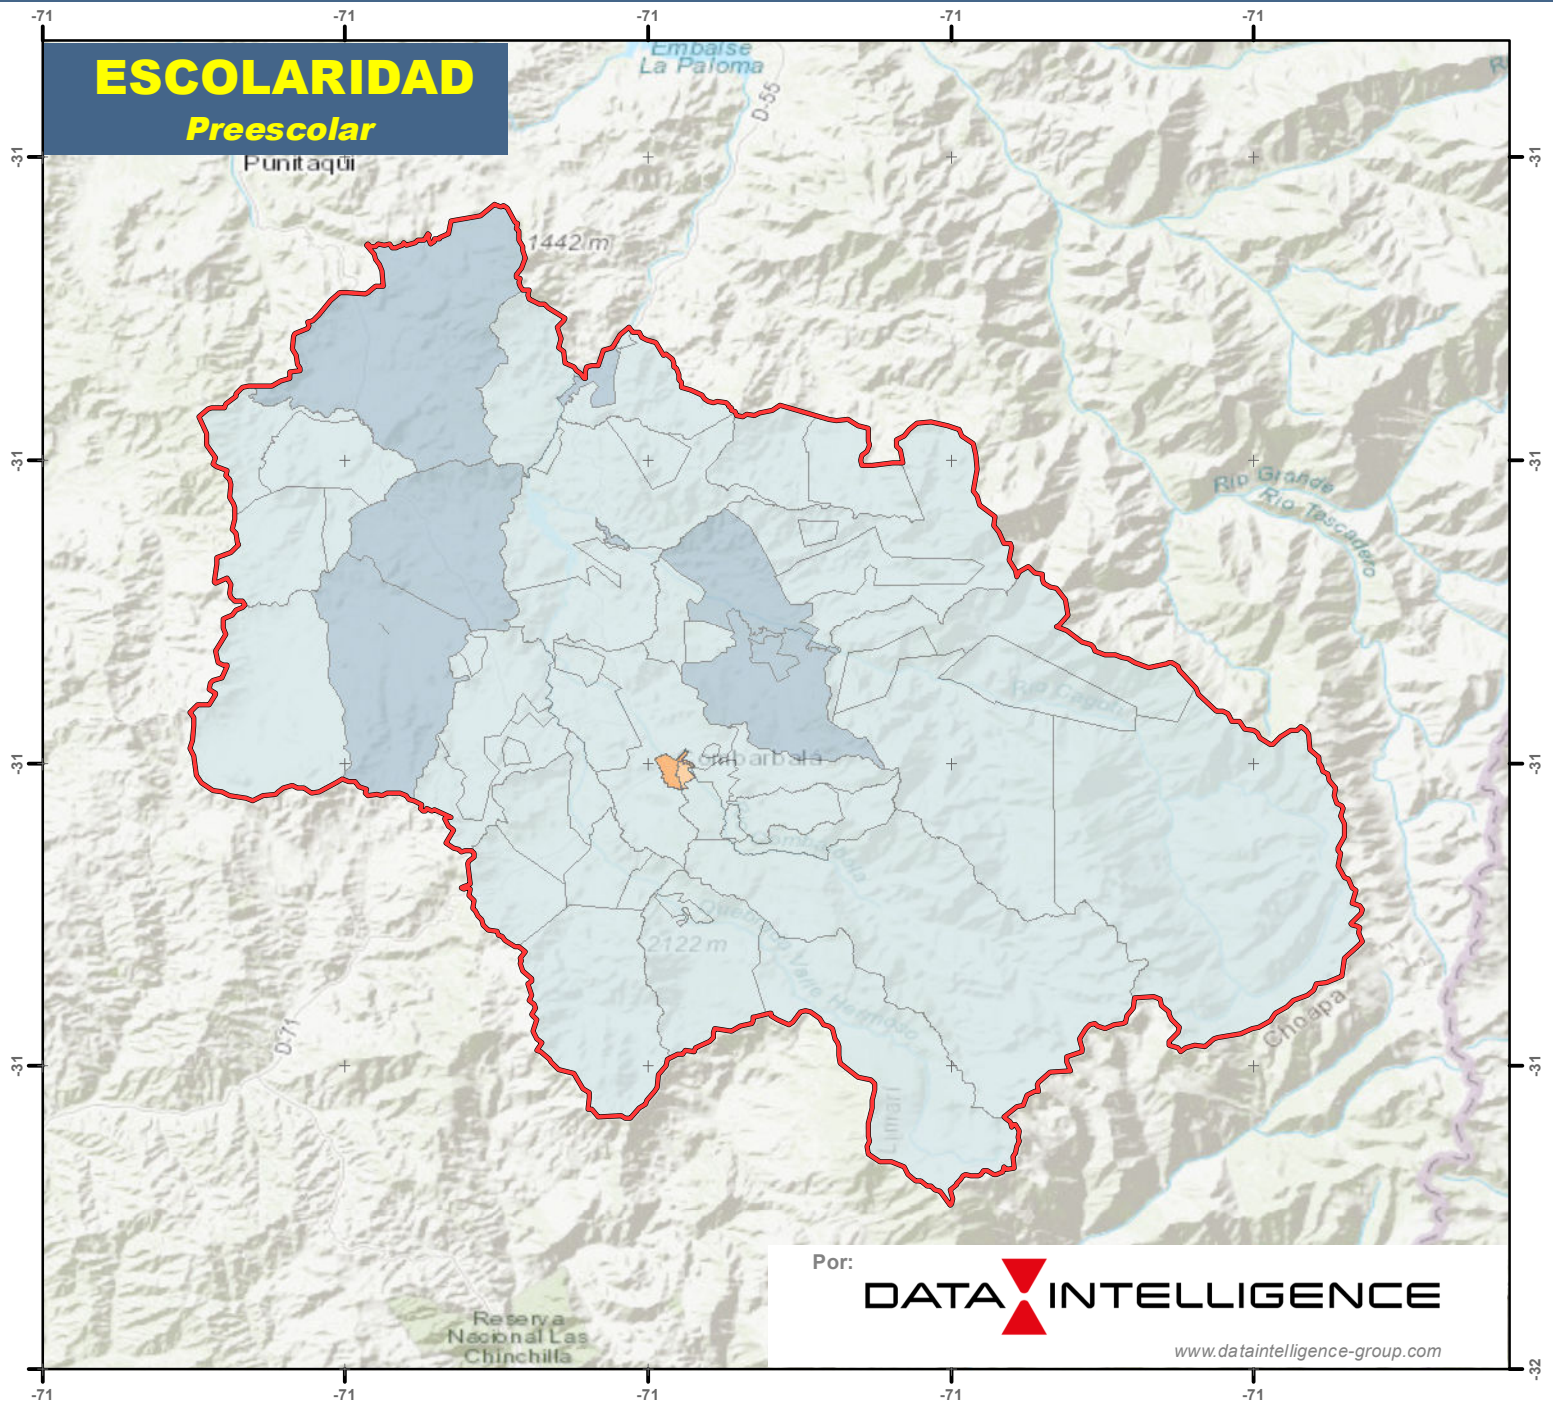 -71 -71 -71 -71 -71
ESCOLARIDAD
Preescolar
Embalse
La Paloma
D-55
Punitaqui
-31 -31
1442 m
-31 -31
Rio Grande
Rio Tascadero
Rio Cogoti
-31 -31
ombarbalá
2122 m
Valle Hermoso
Choapa
D-71
-31 -31
Limarí
Por:
DATA INTELLIGENCE
www.dataintelligence-group.com
Reserva
Nacional Las
Chinchilla
-32
-71 -71 -71 -71 -71